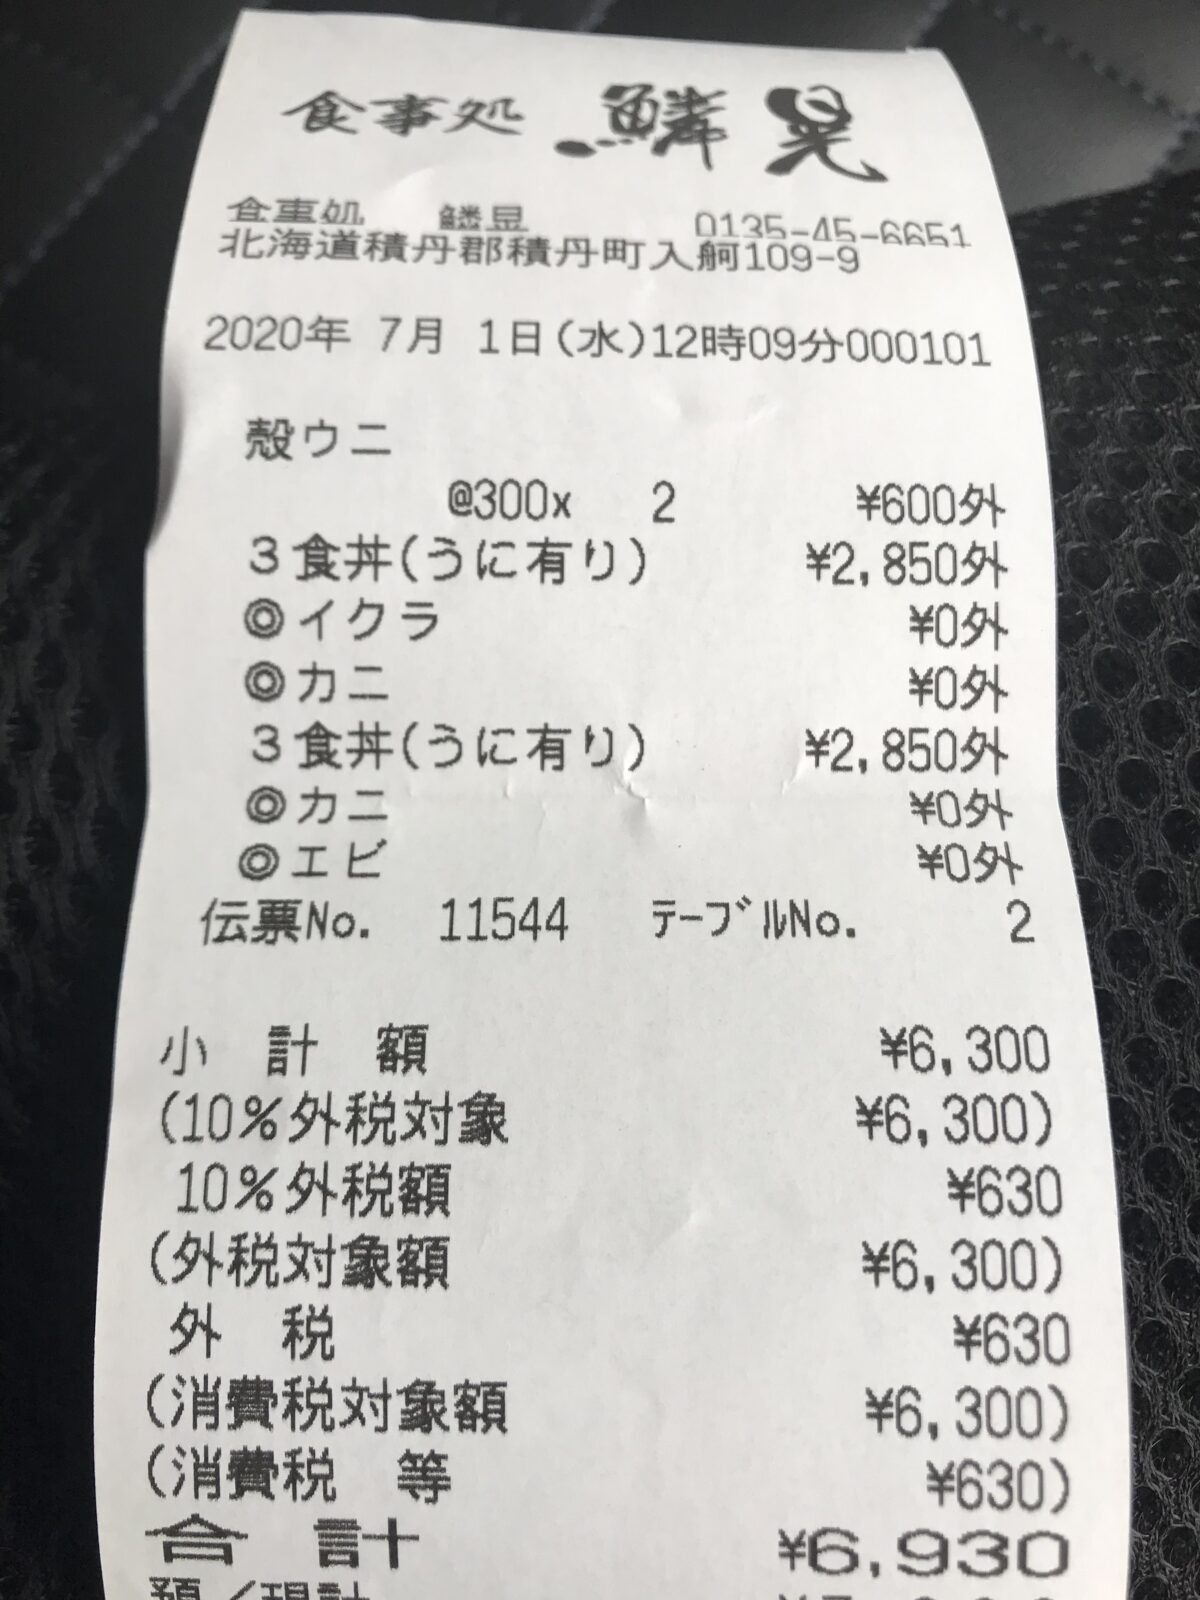 食事処 鱗晃
食事処 鱗晃 0135-45-6651
北海道積丹郡積丹町入舸109-9
2020年 7月 1日(水)12時09分000101
殻ウニ
@300x 2 ¥600外
3食丼(うに有り) ¥2,850外
◎イクラ ¥0外
◎カニ ¥0外
3食丼(うに有り) ¥2,850外
◎カニ ¥0外
◎エビ ¥0外
伝票No. 11544 テーブルNo. 2
小 計 額 ¥6,300
(10%外税対象 ¥6,300)
10%外税額 ¥630
(外税対象額 ¥6,300)
外 税 ¥630
(消費税対象額 ¥6,300)
(消費税 等 ¥630)
合 計 ¥6,930
預/現計